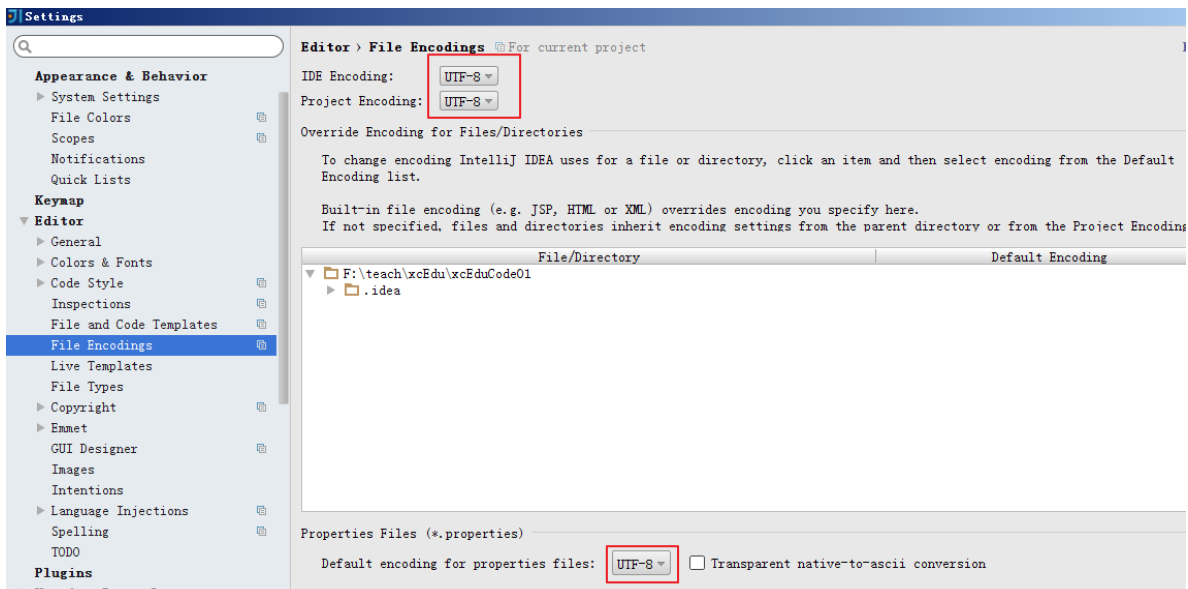 Settings
Appearance & Behavior
System Settings
File Colors
Scopes
Notifications
Quick Lists
Keymap
Editor
General
Colors & Fonts
Code Style
Inspections
File and Code Templates
File Encodings
Live Templates
File Types
Copyright
Emmet
GUI Designer
Images
Intentions
Language Injections
Spelling
TODO
Plugins
Editor › File Encodings For current project
IDE Encoding: UTF-8
Project Encoding: UTF-8
Override Encoding for Files/Directories
To change encoding IntelliJ IDEA uses for a file or directory, click an item and then select encoding from the Default
Encoding list.
Built-in file encoding (e.g. JSP, HTML or XML) overrides encoding you specify here.
If not specified, files and directories inherit encoding settings from the parent directory or from the Project Encoding
File/Directory Default Encoding
F:\teach\xcEdu\xcEduCode01
.idea
Properties Files (*.properties)
Default encoding for properties files: UTF-8 Transparent native-to-ascii conversion